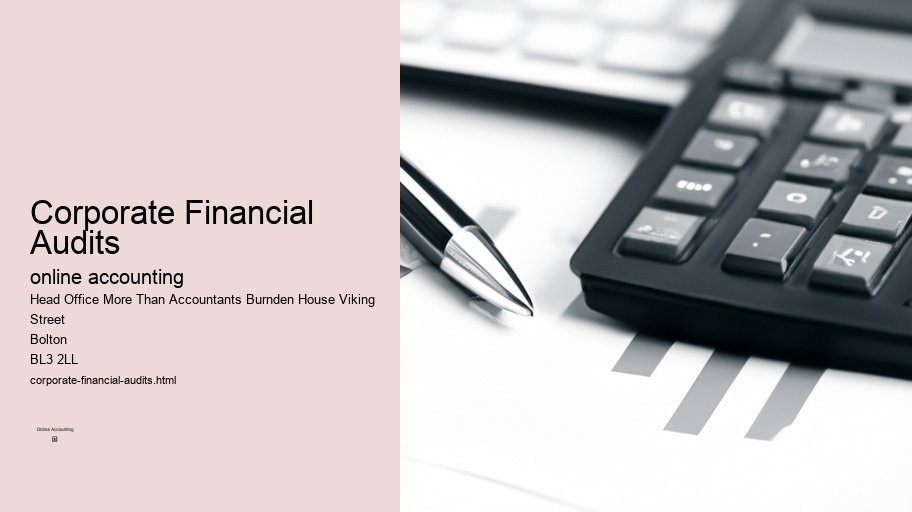 Corporate Financial
Audits
online accounting
Head Office More Than Accountants Burnden House Viking
Street
Bolton
BL3 2LL
corporate-financial-audits.html
Online Accounting